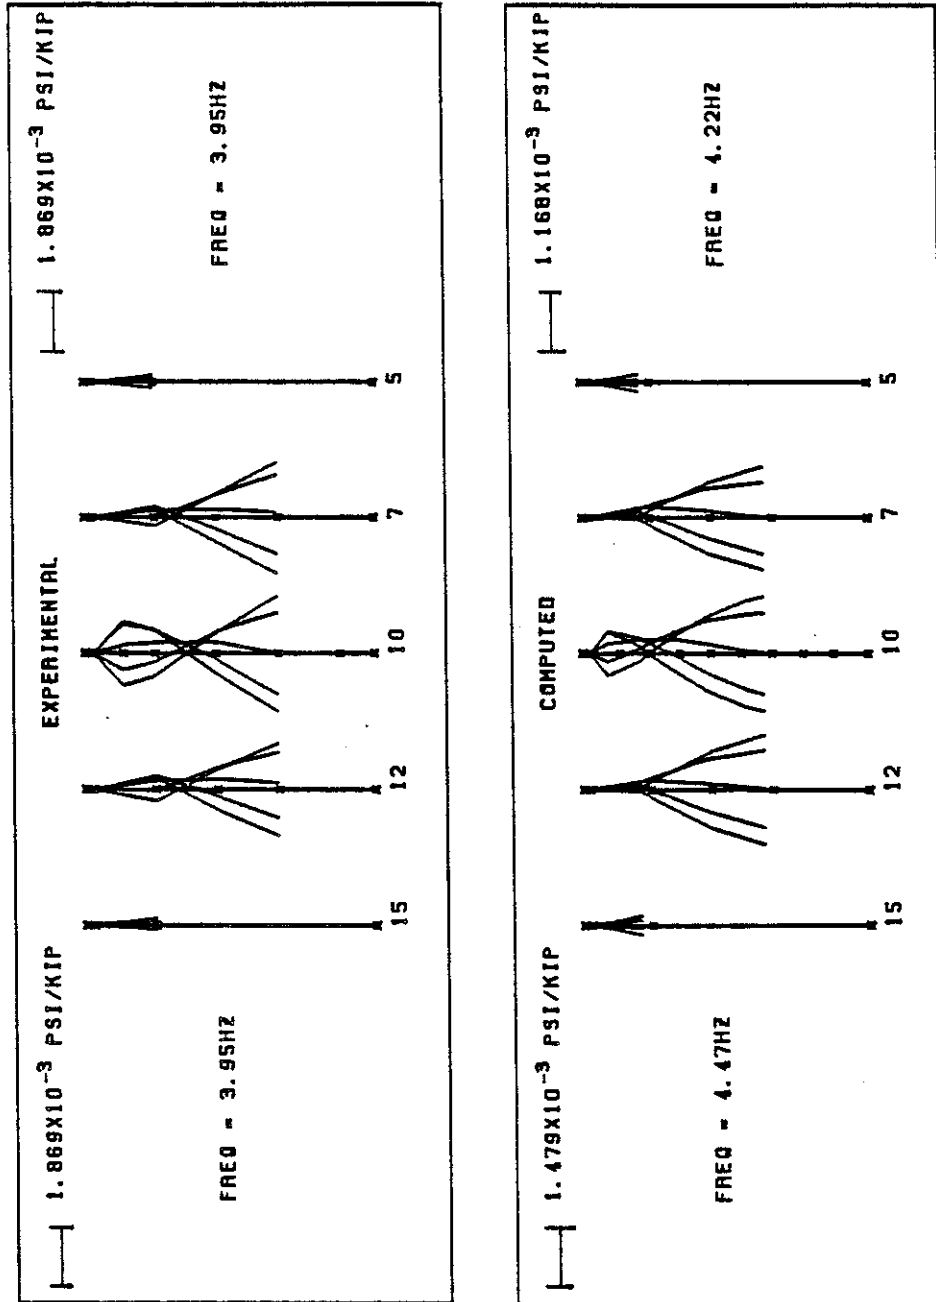 EXPERIMENTAL
1.869X10⁻³ PSI/KIP
1.869X10⁻³ PSI/KIP
FREQ = 3.95HZ
FREQ = 3.95HZ
15 12 10 7 5
COMPUTED
1.479X10⁻³ PSI/KIP
1.168X10⁻³ PSI/KIP
FREQ = 4.47HZ
FREQ = 4.22HZ
15 12 10 7 5